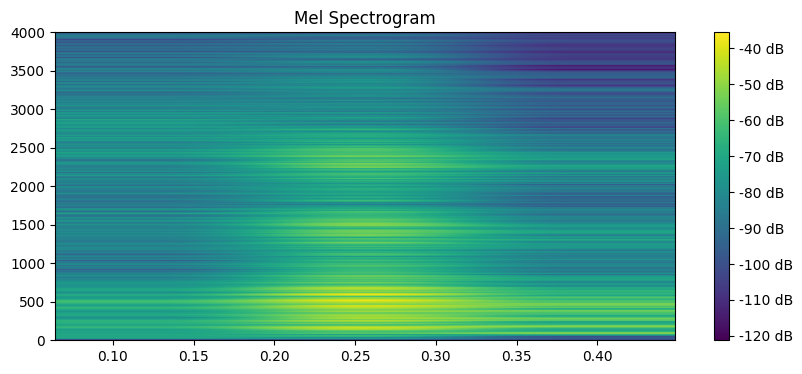 Mel Spectrogram
4000
3500
3000
2500
2000
1500
1000
500
0
0.10 0.15 0.20 0.25 0.30 0.35 0.40
-40 dB
-50 dB
-60 dB
-70 dB
-80 dB
-90 dB
-100 dB
-110 dB
-120 dB